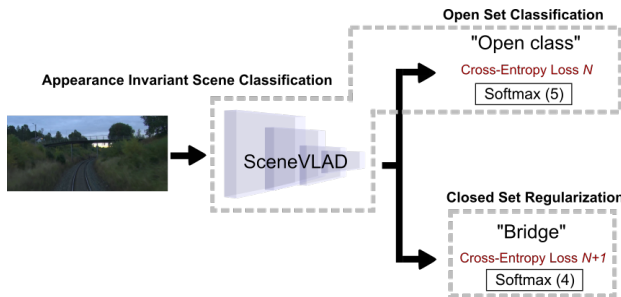 Open Set Classification
"Open class"
Cross-Entropy Loss N
Softmax (5)
Appearance Invariant Scene Classification
SceneVLAD
Closed Set Regularization
"Bridge"
Cross-Entropy Loss N+1
Softmax (4)